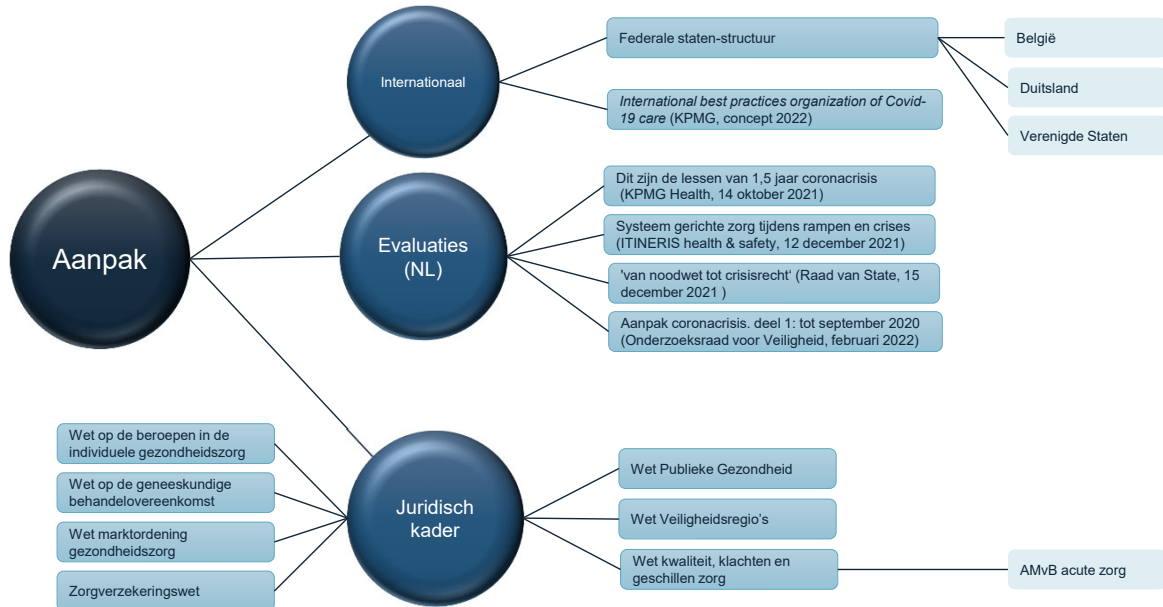 Aanpak
Internationaal
Federale staten-structuur
België
Duitsland
Verenigde Staten
International best practices organization of Covid-
19 care (KPMG, concept 2022)
Evaluaties
(NL)
Dit zijn de lessen van 1,5 jaar coronacrisis
(KPMG Health, 14 oktober 2021)
Systeem gerichte zorg tijdens rampen en crises
(ITINERIS health & safety, 12 december 2021)
'van noodwet tot crisisrecht‘ (Raad van State, 15
december 2021 )
Aanpak coronacrisis. deel 1: tot september 2020
(Onderzoeksraad voor Veiligheid, februari 2022)
Juridisch
kader
Wet op de beroepen in de
individuele gezondheidszorg
Wet op de geneeskundige
behandelovereenkomst
Wet marktordening
gezondheidszorg
Zorgverzekeringswet
Wet Publieke Gezondheid
Wet Veiligheidsregio’s
Wet kwaliteit, klachten en
geschillen zorg
AMvB acute zorg